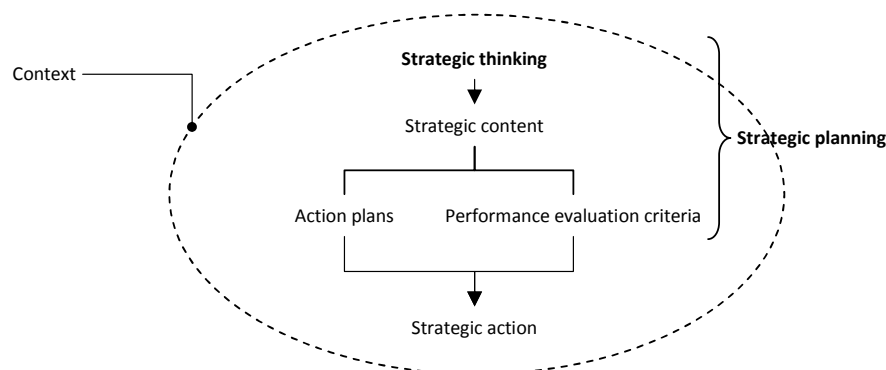 Strategic thinking
Context
Strategic content
Strategic planning
Action plans
Performance evaluation criteria
Strategic action